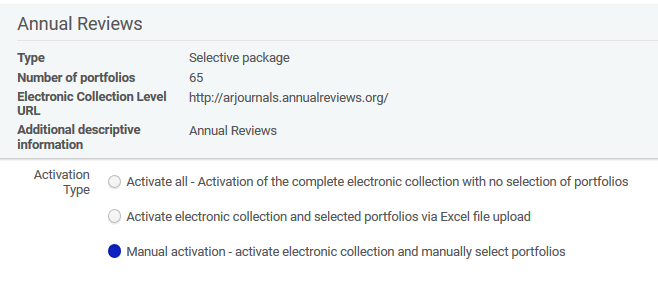 Annual Reviews
Type Selective package
Number of portfolios 65
Electronic Collection Level http://arjournals.annualreviews.org/
URL
Additional descriptive Annual Reviews
information
Activation
Type
Activate all - Activation of the complete electronic collection with no selection of portfolios
Activate electronic collection and selected portfolios via Excel file upload
Manual activation - activate electronic collection and manually select portfolios